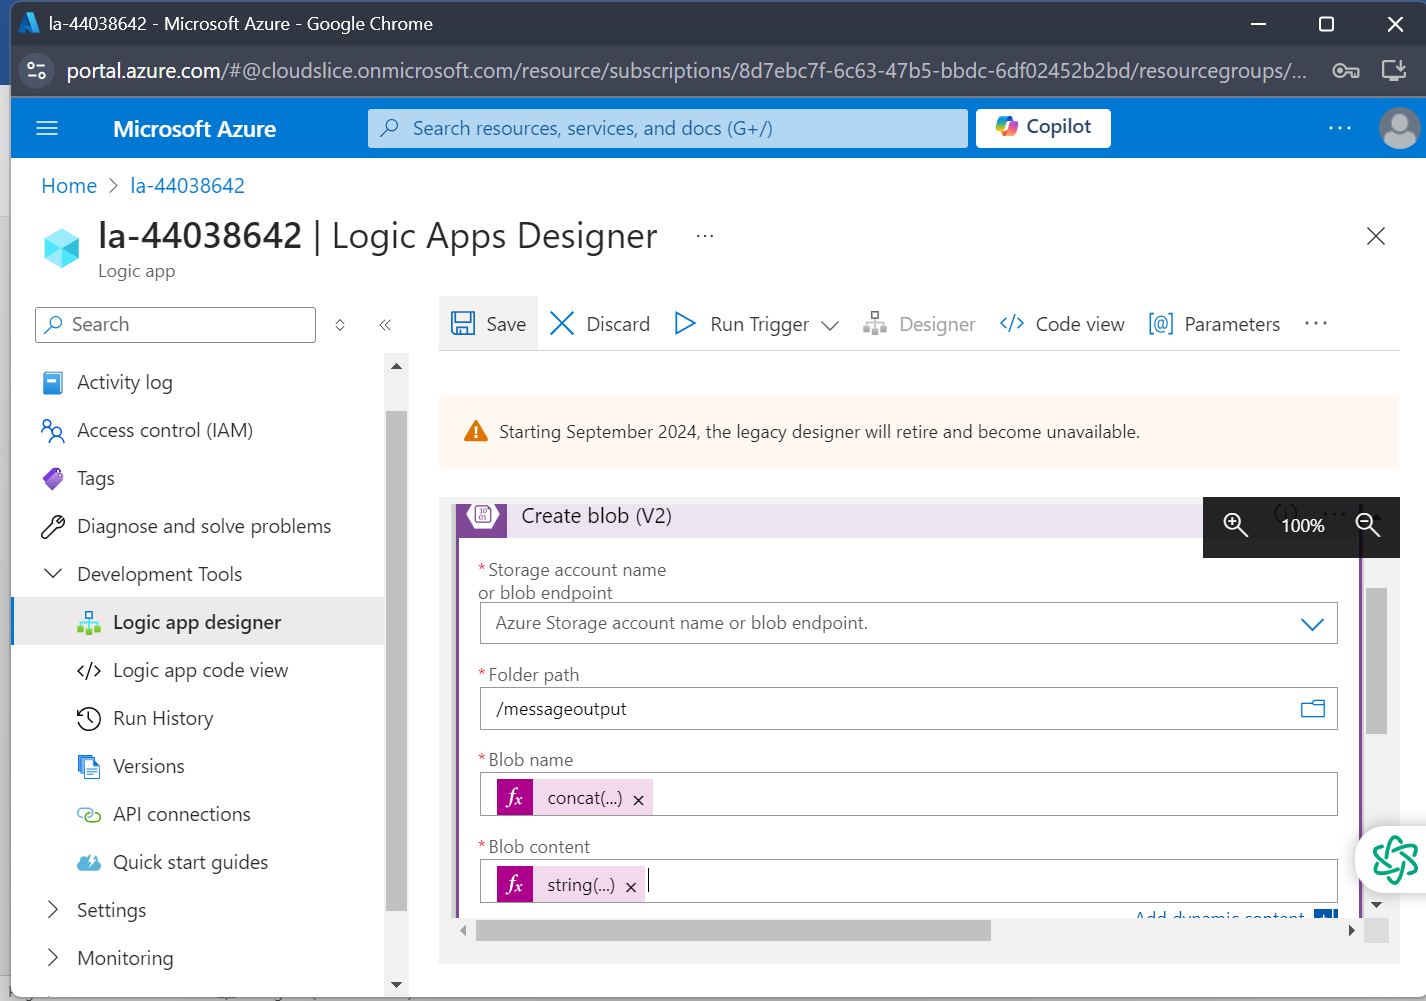 la-44038642 - Microsoft Azure - Google Chrome
portal.azure.com/#@cloudslice.onmicrosoft.com/resource/subscriptions/8d7ebc7f-6c63-47b5-bbdc-6df02452b2bd/resourcegroups/...
Microsoft Azure
Search resources, services, and docs (G+/)
Copilot
Home > la-44038642
la-44038642 | Logic Apps Designer
Logic app
Search
Save
Discard
Run Trigger
Designer
Code view
Parameters
Activity log
Access control (IAM)
Tags
Diagnose and solve problems
Development Tools
Logic app designer
Logic app code view
Run History
Versions
API connections
Quick start guides
Settings
Monitoring
Starting September 2024, the legacy designer will retire and become unavailable.
Create blob (V2)
100%
*Storage account name
or blob endpoint
Azure Storage account name or blob endpoint.
*Folder path
/messageoutput
*Blob name
fx concat(...) ×
*Blob content
fx string(...) ×
Add dynamic content